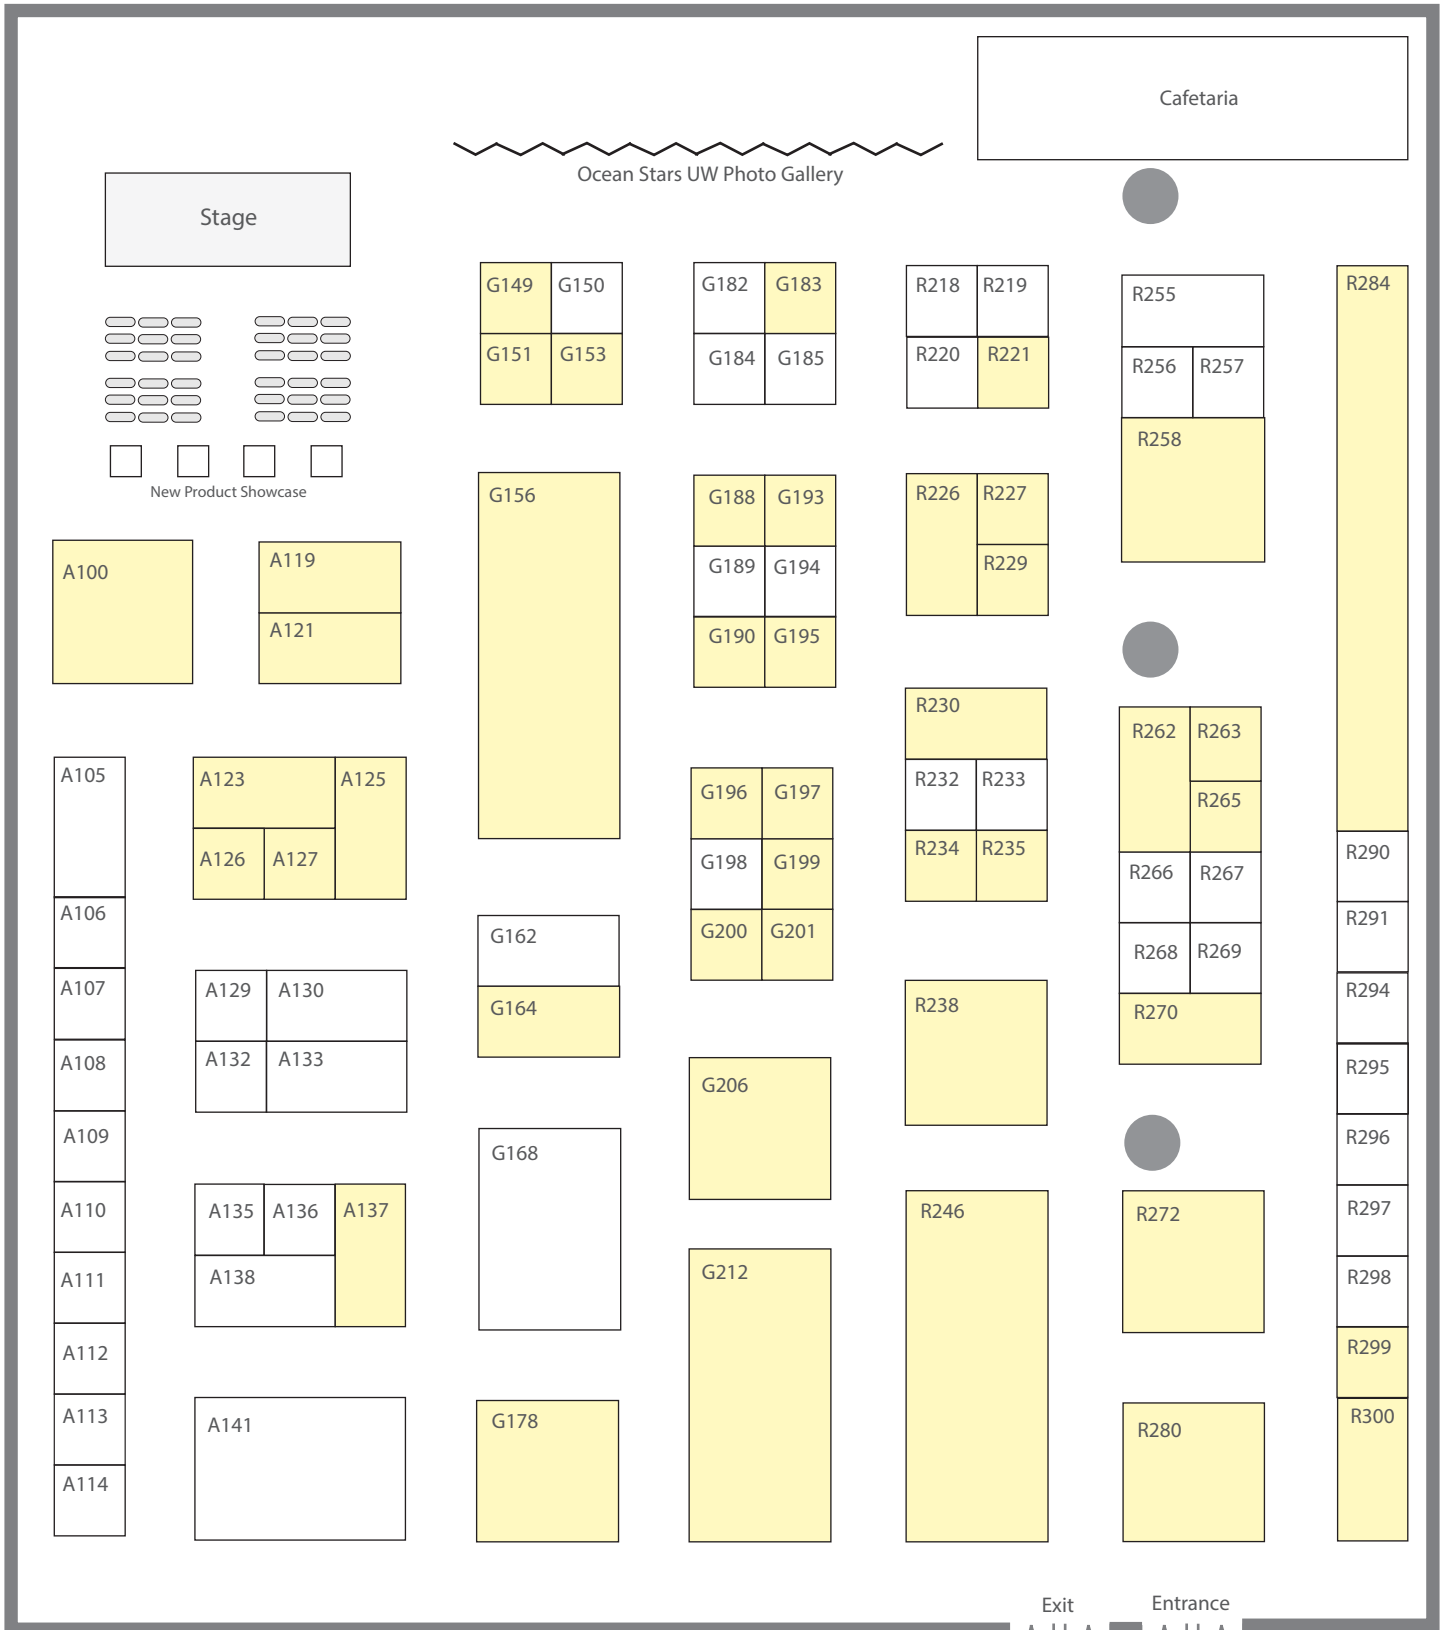 Cafetaria
Ocean Stars UW Photo Gallery
Stage
New Product Showcase
G149 G150
G151 G153
G182 G183
G184 G185
R218 R219
R220 R221
R255
R256 R257
R258
R284
G156
G188 G193
G189 G194
G190 G195
R226 R227
R229
A100
A119
A121
R230
R232 R233
R234 R235
R262 R263
R265
R266 R267
R268 R269
R270
A105
A106
A107
A108
A109
A110
A111
A112
A113
A114
A123 A125
A126 A127
A129 A130
A132 A133
A135 A136 A137
A138
A141
G196 G197
G198 G199
G200 G201
G162
G164
G168
G178
G206
G212
R238
R246
R272
R280
R290
R291
R294
R295
R296
R297
R298
R299
R300
Exit Entrance